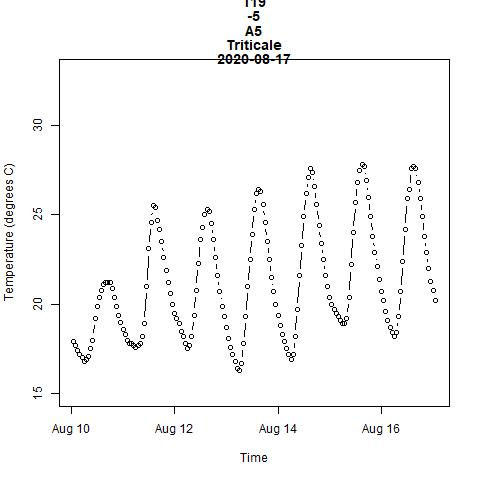 T19
-5
A5
Triticale
2020-08-17
Temperature (degrees C)
30
25
20
15
Aug 10
Aug 12
Aug 14
Aug 16
Time